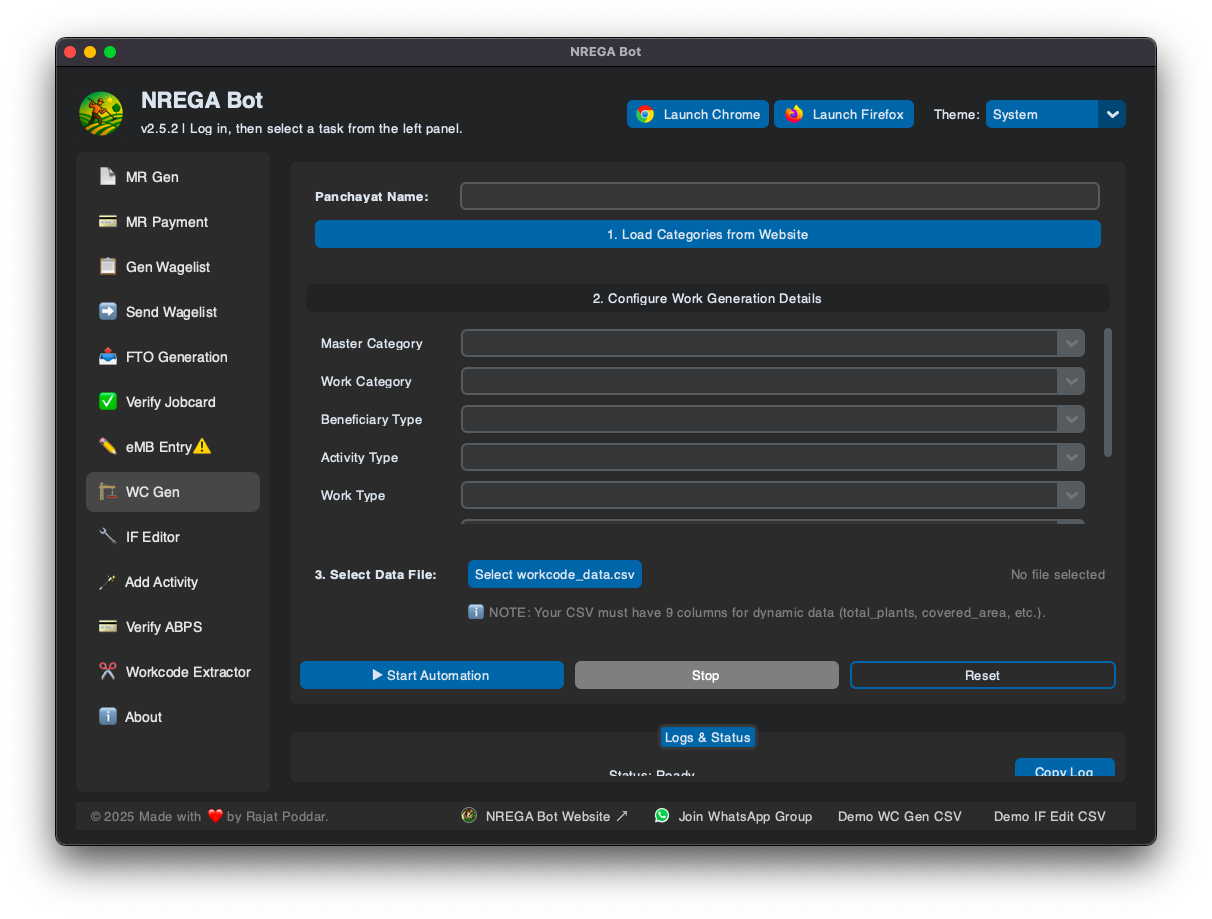 NREGA Bot
NREGA Bot
v2.5.2 | Log in, then select a task from the left panel.
Launch Chrome
Launch Firefox
Theme:
System
MR Gen
MR Payment
Gen Wagelist
Send Wagelist
FTO Generation
Verify Jobcard
eMB Entry⚠️
WC Gen
IF Editor
Add Activity
Verify ABPS
Workcode Extractor
About
Panchayat Name:
1. Load Categories from Website
2. Configure Work Generation Details
Master Category
Work Category
Beneficiary Type
Activity Type
Work Type
3. Select Data File:
Select workcode_data.csv
No file selected
ℹ️ NOTE: Your CSV must have 9 columns for dynamic data (total_plants, covered_area, etc.).
▶ Start Automation
Stop
Reset
Logs & Status
Status: Ready
Copy Log
© 2025 Made with ❤️ by Rajat Poddar.
NREGA Bot Website ↗
Join WhatsApp Group
Demo WC Gen CSV
Demo IF Edit CSV